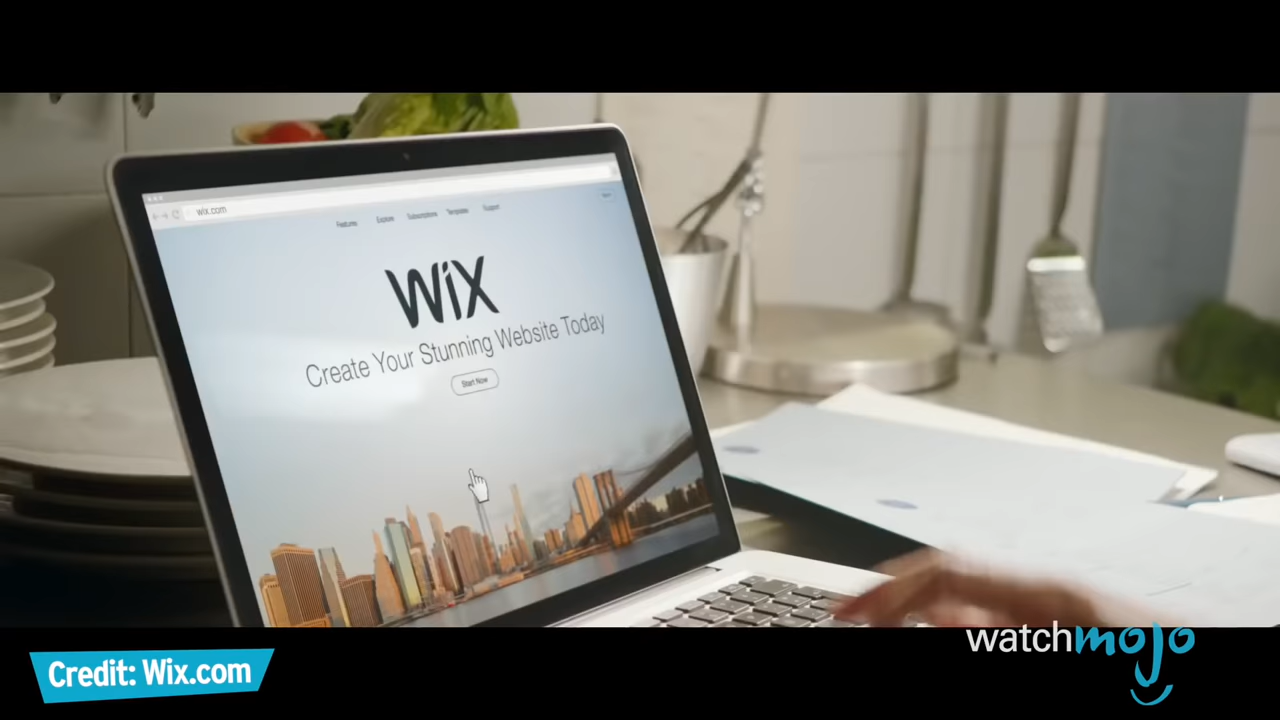 wix.com
Features Explore Subscriptions Templates Support
WiX
Create Your Stunning Website Today
Start Now
Credit: Wix.com
watchmojo